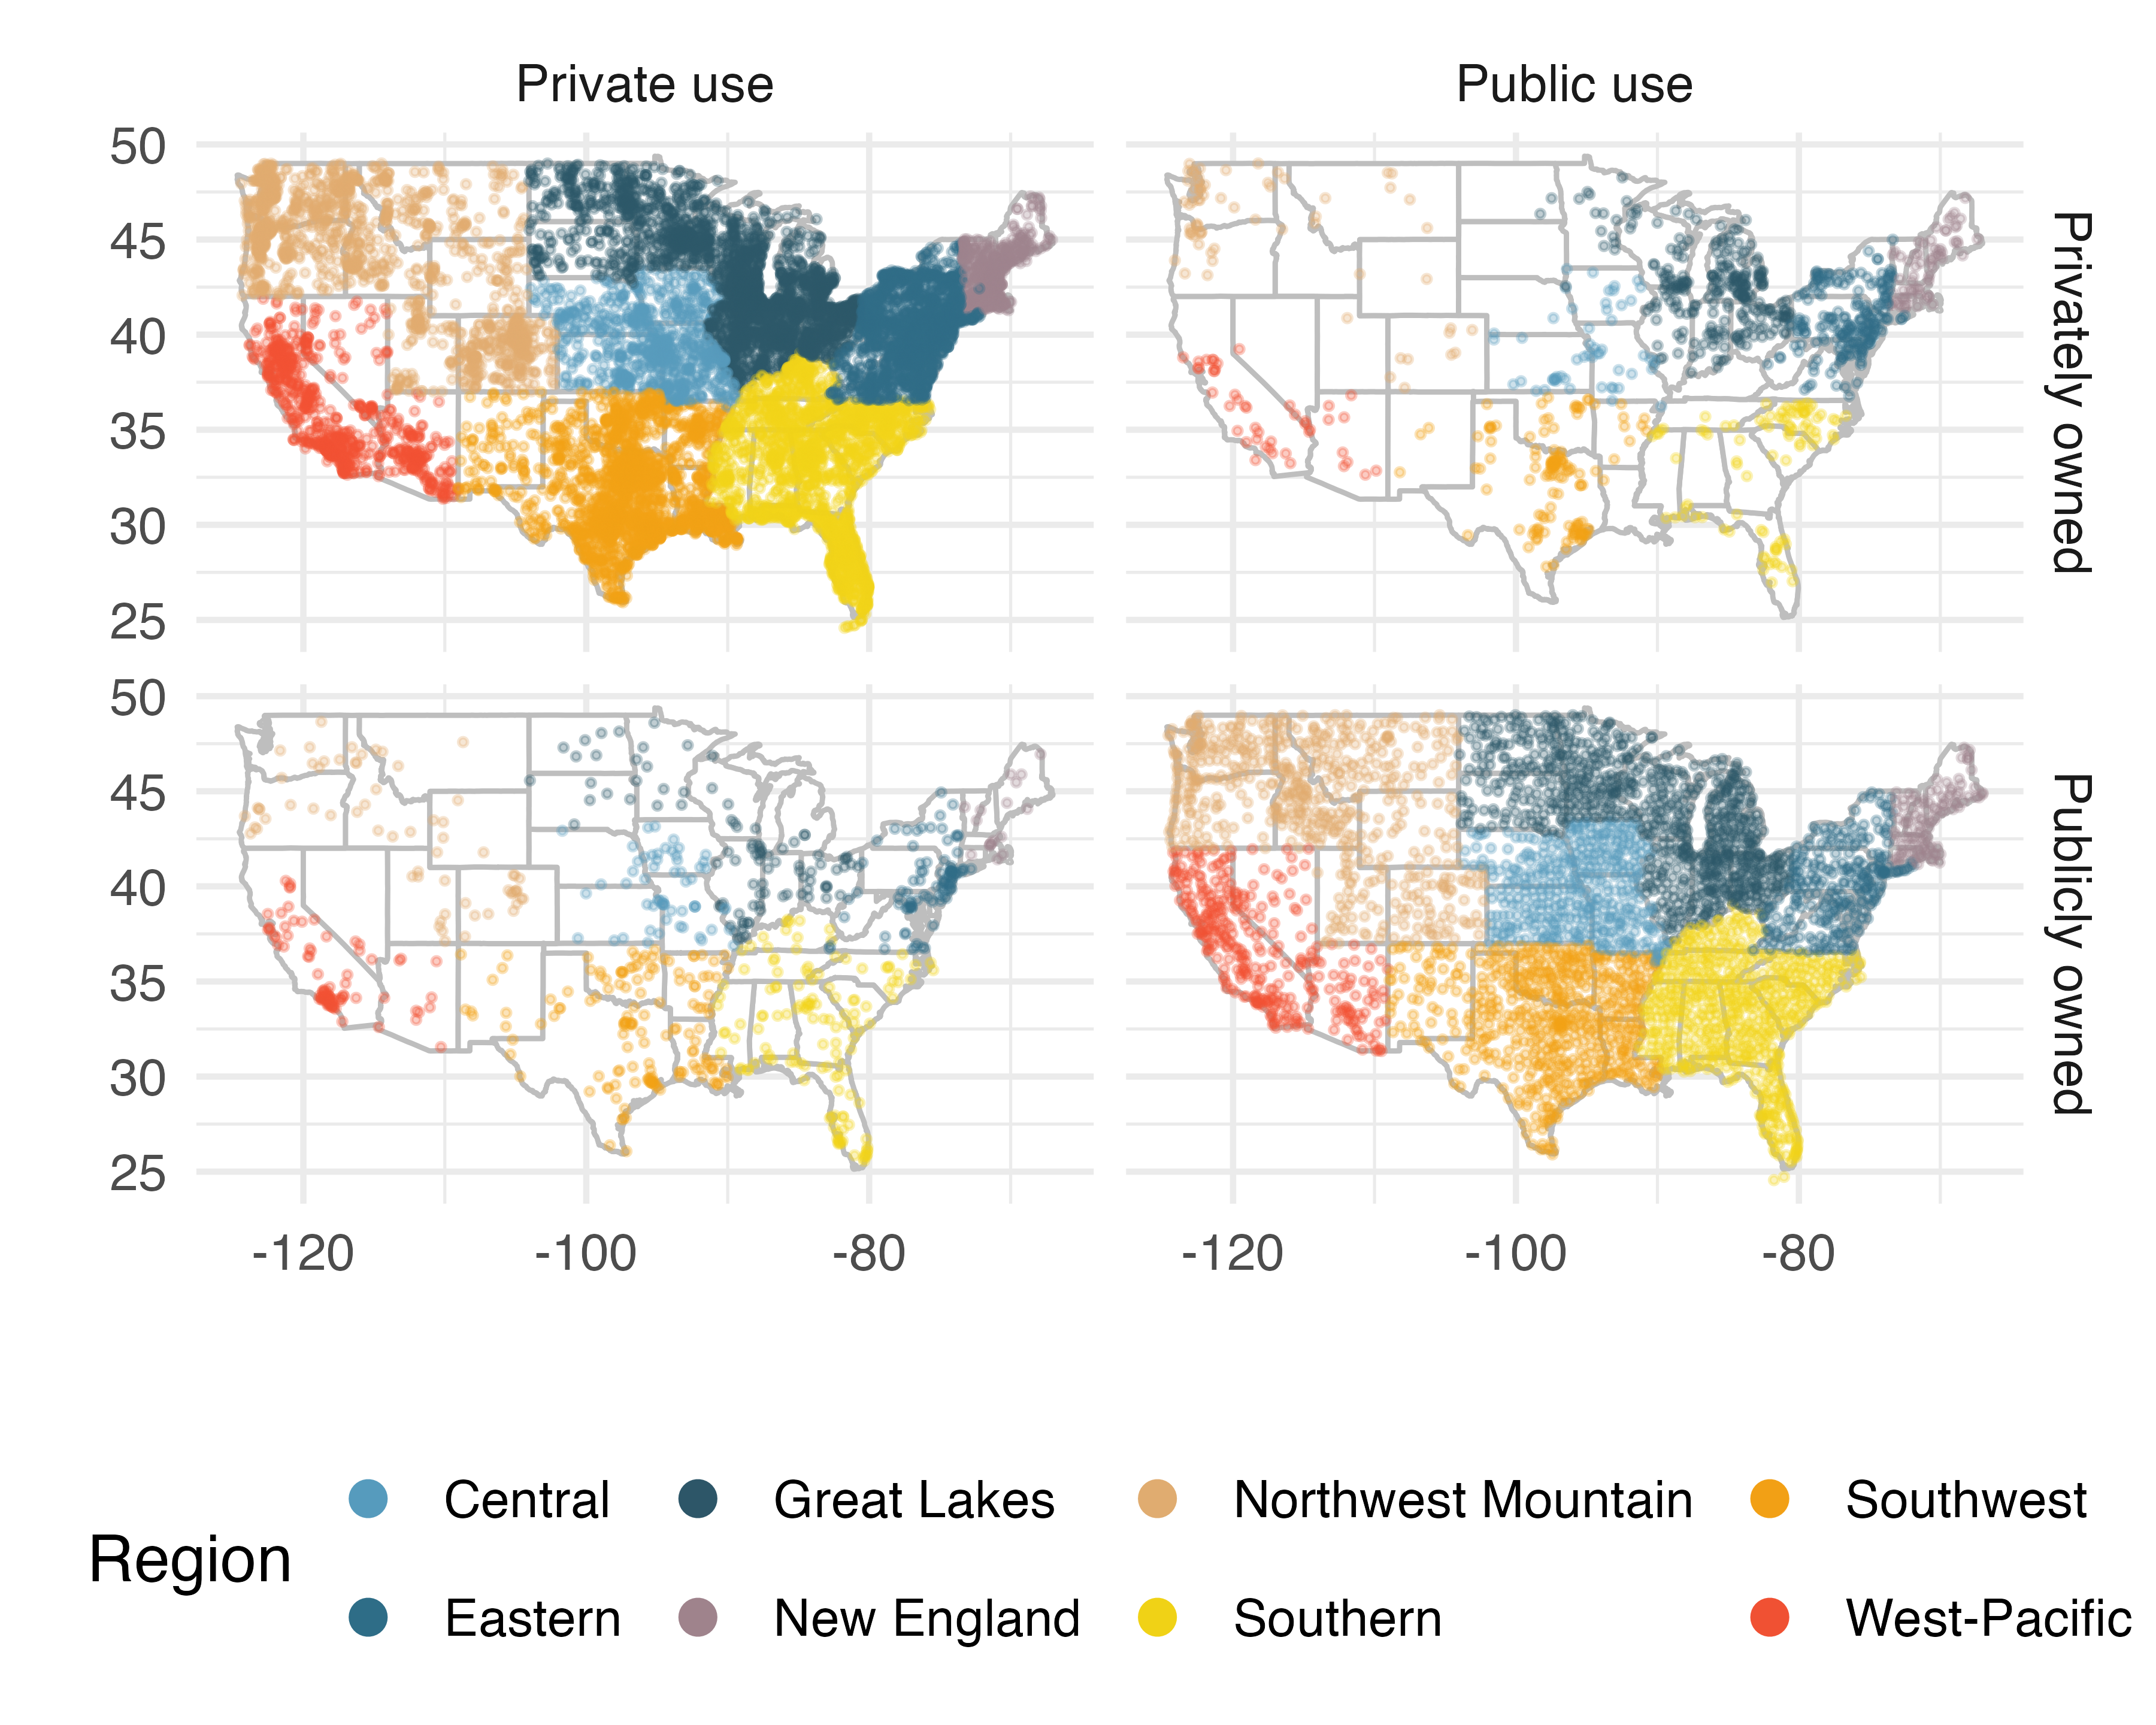 Private use
Public use
50
45
40
35
30
25
Privately owned
50
45
40
35
30
25
Publicly owned
-120
-100
-80
-120
-100
-80
Region
Central
Great Lakes
Northwest Mountain
Southwest
Eastern
New England
Southern
West-Pacific